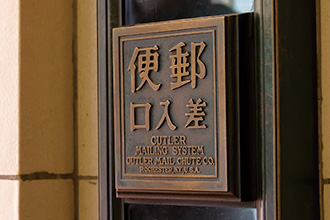 郵便
差入口
CUTLER
MAILING SYSTEM
CUTLER MAIL CHUTE CO.
ROCHESTER, N.Y. U.S.A.